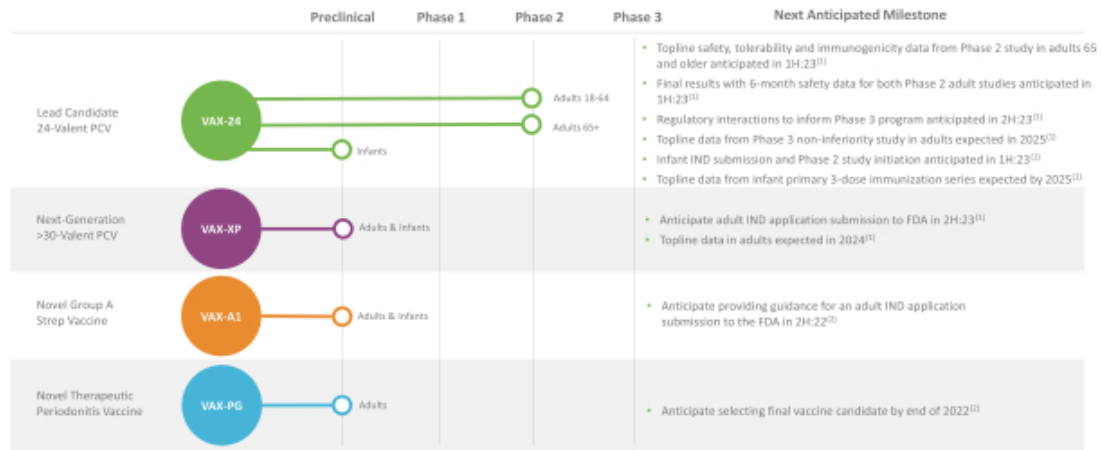 Preclinical Phase 1 Phase 2 Phase 3 Next Anticipated Milestone
Lead Candidate
24-Valent PCV
VAX-24
Adults 18-64
Adults 65+
Infants
• Topline safety, tolerability and immunogenicity data from Phase 2 study in adults 65
and older anticipated in 1H:23(1)
• Final results with 6-month safety data for both Phase 2 adult studies anticipated in
1H:23(1)
• Regulatory interactions to inform Phase 3 program anticipated in 2H:23(1)
• Topline data from Phase 3 non-inferiority study in adults expected in 2025(1)
• Infant IND submission and Phase 2 study initiation anticipated in 1H:23(1)
• Topline data from infant primary 3-dose immunization series expected by 2025(1)
Next-Generation
>30-Valent PCV
VAX-XP
Adults & Infants
• Anticipate adult IND application submission to FDA in 2H:23(1)
• Topline data in adults expected in 2024(1)
Novel Group A
Strep Vaccine
VAX-A1
Adults & Infants
• Anticipate providing guidance for an adult IND application
submission to the FDA in 2H:22(2)
Novel Therapeutic
Periodonitis Vaccine
VAX-PG
Adults
• Anticipate selecting final vaccine candidate by end of 2022(2)